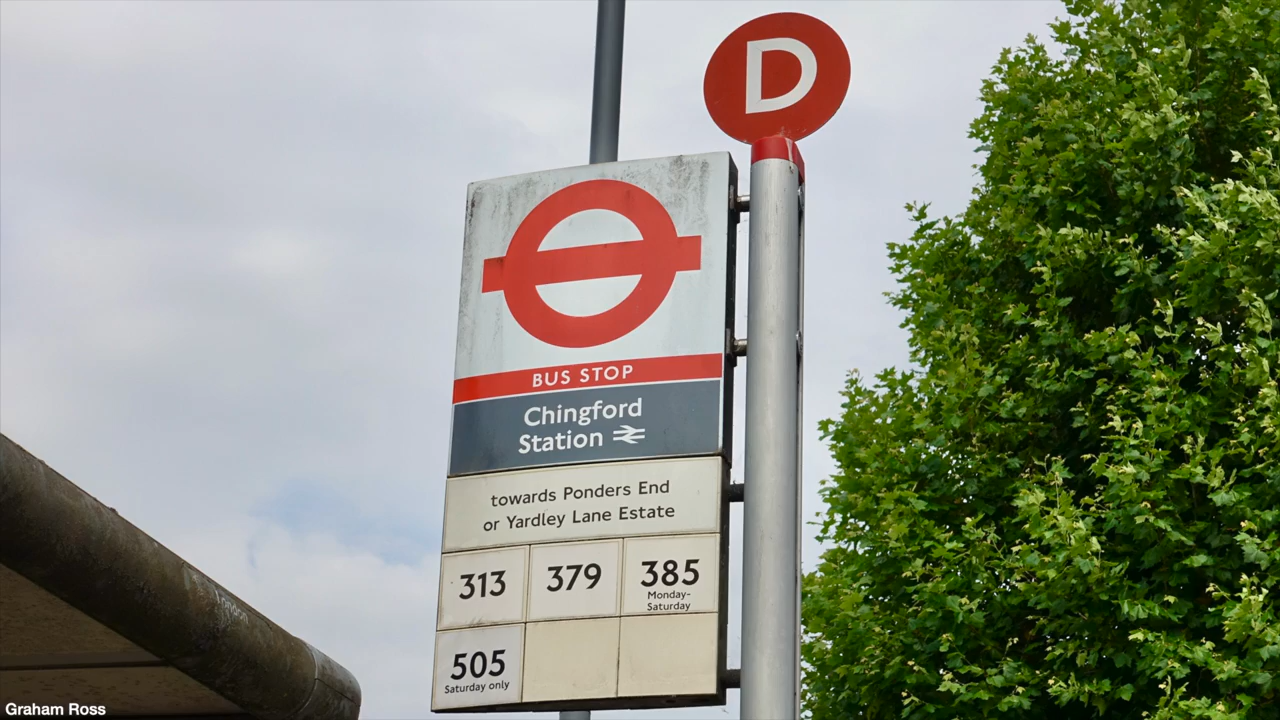 D
BUS STOP
Chingford
Station
towards Ponders End
or Yardley Lane Estate
313 379 385
Monday-
Saturday
505
Saturday only
Graham Ross